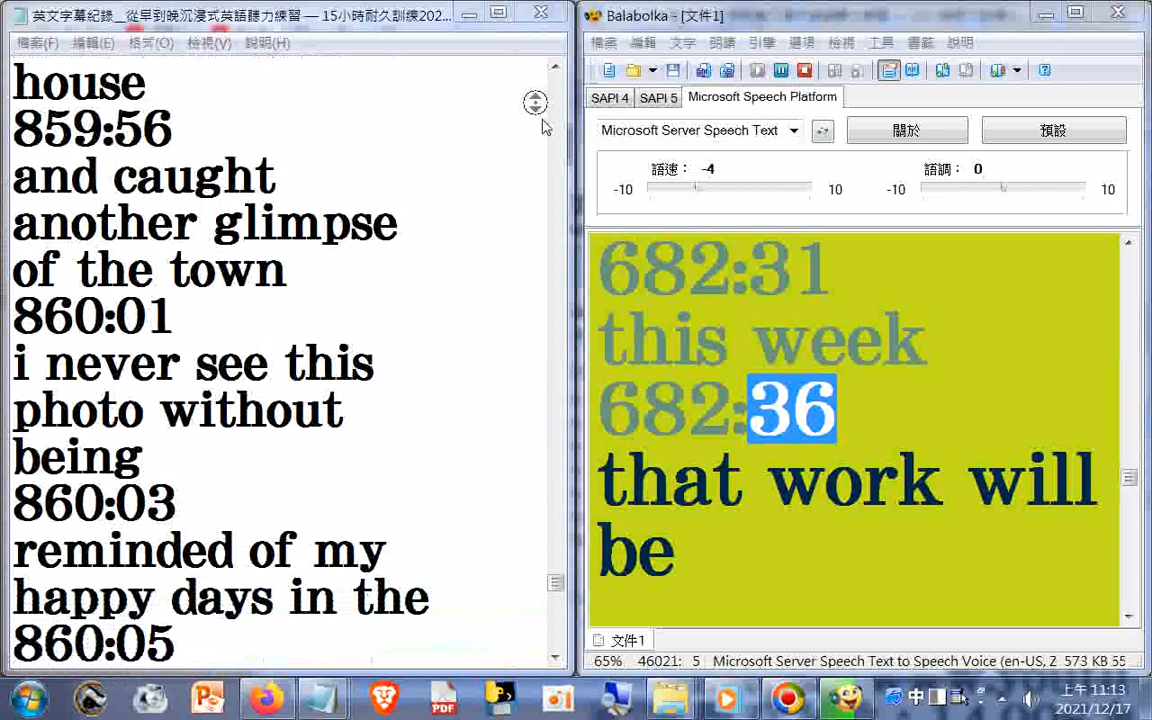 英文字幕紀錄__從早到晚沉浸式英語聽力練習 — 15小時耐久訓練202...
檔案(F) 編輯(E) 格式(O) 檢視(V) 說明(H)
house
859:56
and caught
another glimpse
of the town
860:01
i never see this
photo without
being
860:03
reminded of my
happy days in the
860:05
Balabolka - [文件1]
檔案 編輯 文字 朗讀 引擎 選項 檢視 工具 書籤 說明
SAPI 4 SAPI 5 Microsoft Speech Platform
Microsoft Server Speech Text
關於
預設
語速： -4
-10 10
語調： 0
-10 10
682:31
this week
682:36
that work will
be
文件1
65% 46021: 5 Microsoft Server Speech Text to Speech Voice (en-US, 2 573 KB 55
PDF
中
上午 11:13
2021/12/17